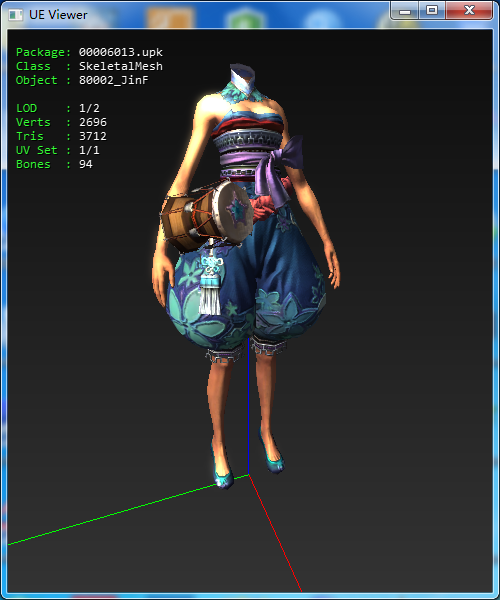 UE Viewer
Package: 00006013.upk
Class : SkeletalMesh
Object : 80002_JinF
LOD : 1/2
Verts : 2696
Tris : 3712
UV Set : 1/1
Bones : 94